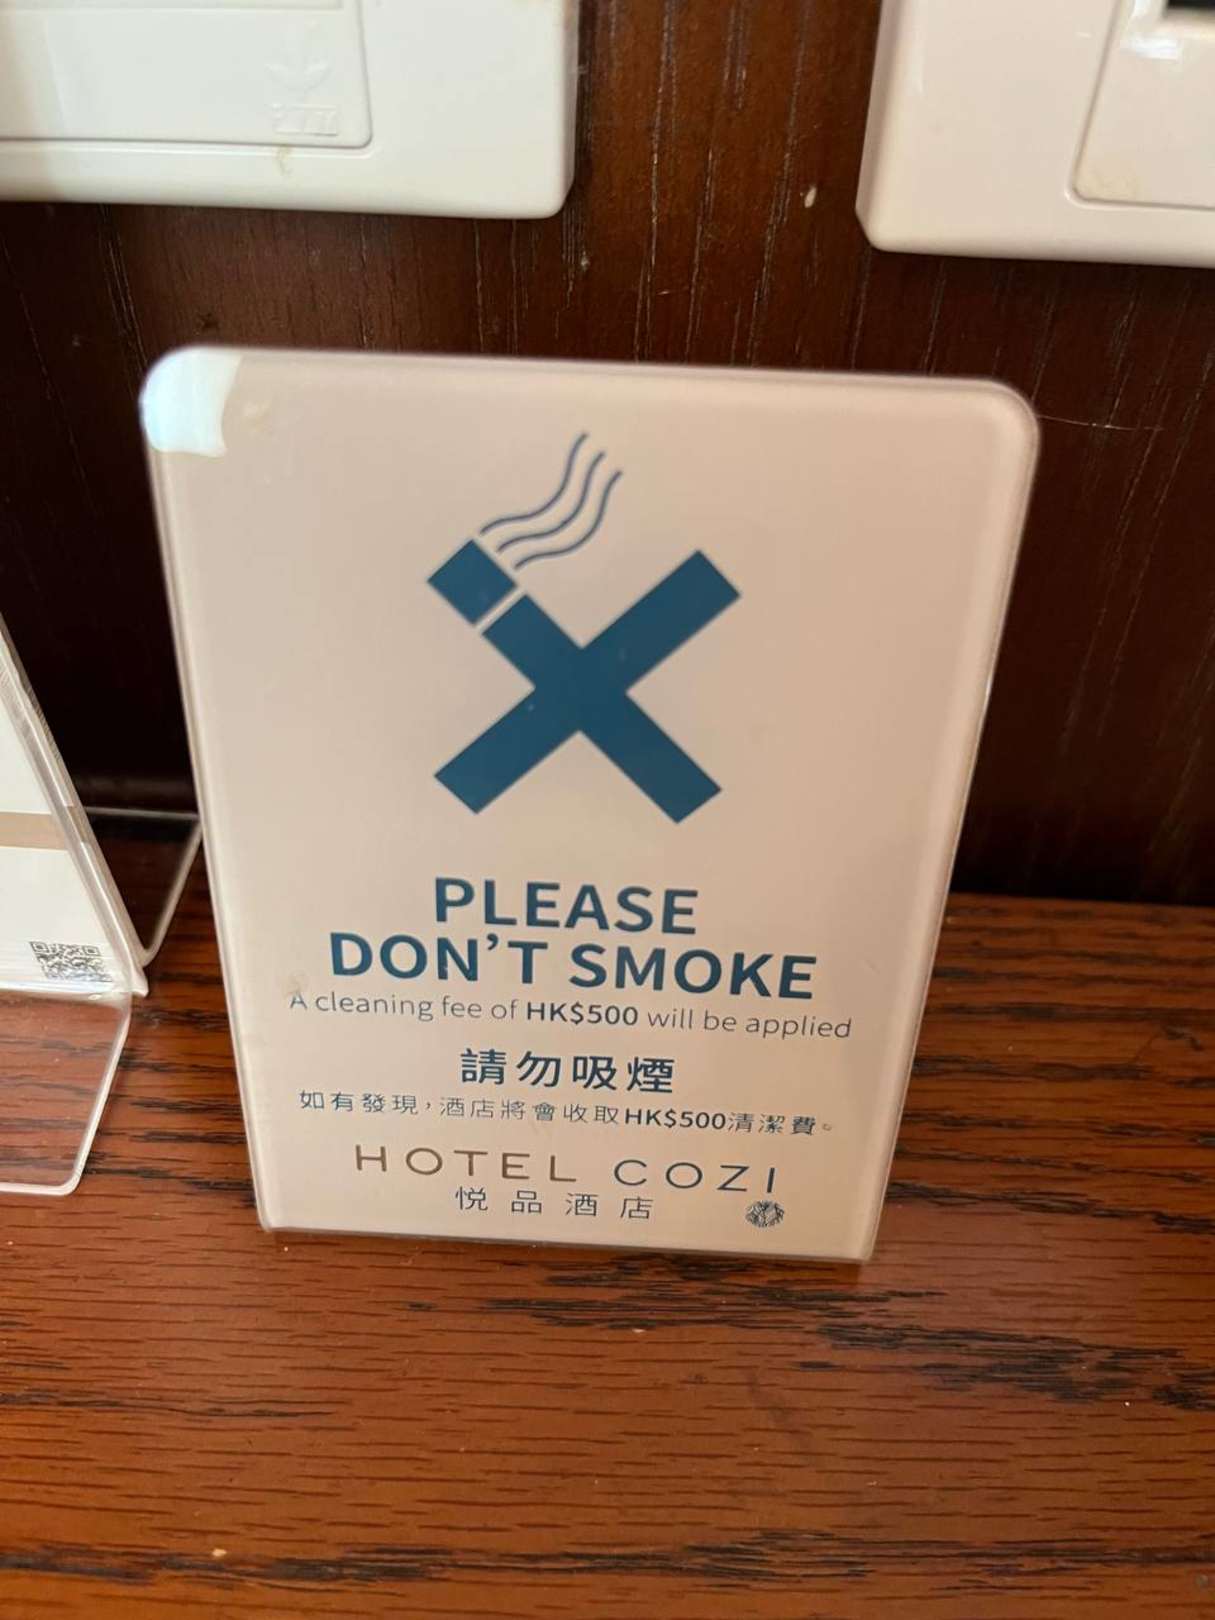 PLEASE
DON'T SMOKE
A cleaning fee of HK$500 will be applied
請勿吸煙
如有發現，酒店將會收取HK$500清潔費。
HOTEL COZI
悦品酒店